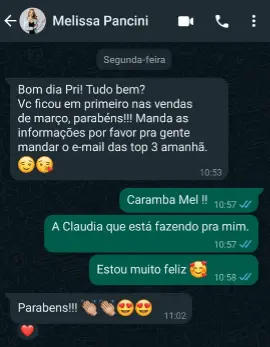 Melissa Pancini
Segunda-feira
Bom dia Pri! Tudo bem?
Vc ficou em primeiro nas vendas
de março, parabéns!!! Manda as
informações por favor pra gente
mandar o e-mail das top 3 amanhã.
😉😘
10:53
Caramba Mel !! 10:57
A Claudia que está fazendo pra mim.
10:57
Estou muito feliz 🥰 10:58
Parabens!!! 👏🏼👏🏼😍😍 11:02